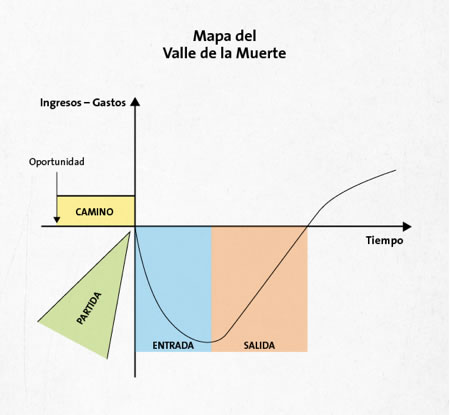 Mapa del
Valle de la Muerte
Ingresos – Gastos
Oportunidad
CAMINO
Tiempo
PARTIDA
ENTRADA
SALIDA